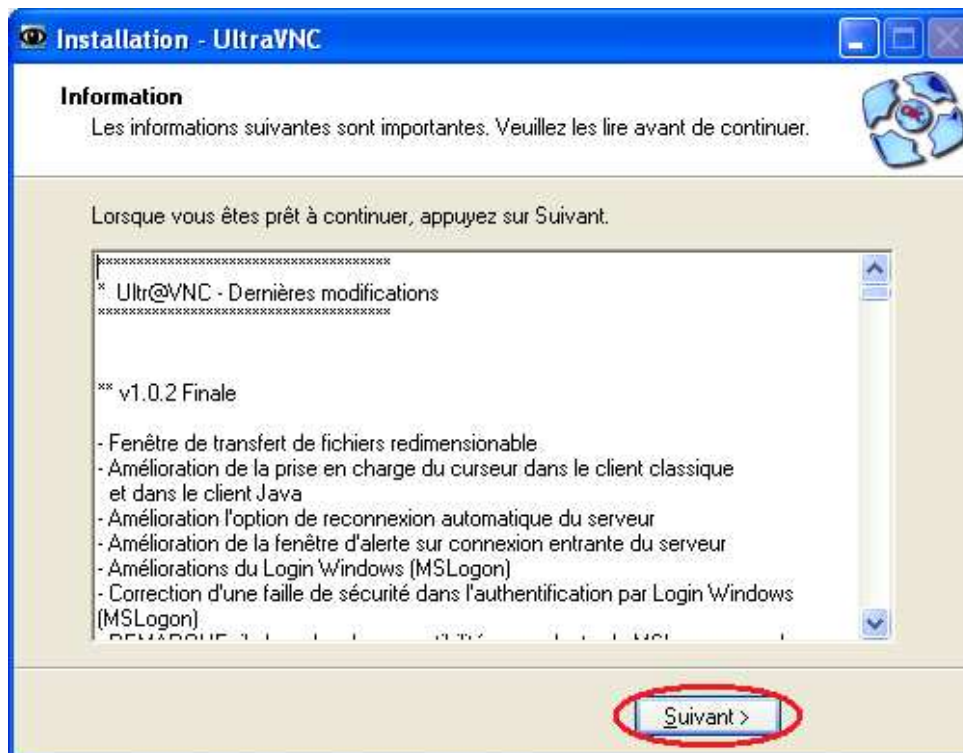 Installation - UltraVNC
Information
Les informations suivantes sont importantes. Veuillez les lire avant de continuer.
Lorsque vous êtes prêt à continuer, appuyez sur Suivant.
**************************************
* Ultr@VNC - Dernières modifications
**************************************
** v1.0.2 Finale
- Fenêtre de transfert de fichiers redimensionable
- Amélioration de la prise en charge du curseur dans le client classique
et dans le client Java
- Amélioration l'option de reconnexion automatique du serveur
- Amélioration de la fenêtre d'alerte sur connexion entrante du serveur
- Améliorations du Login Windows (MSLogon)
- Correction d'une faille de sécurité dans l'authentification par Login Windows
(MSLogon)
Suivant >